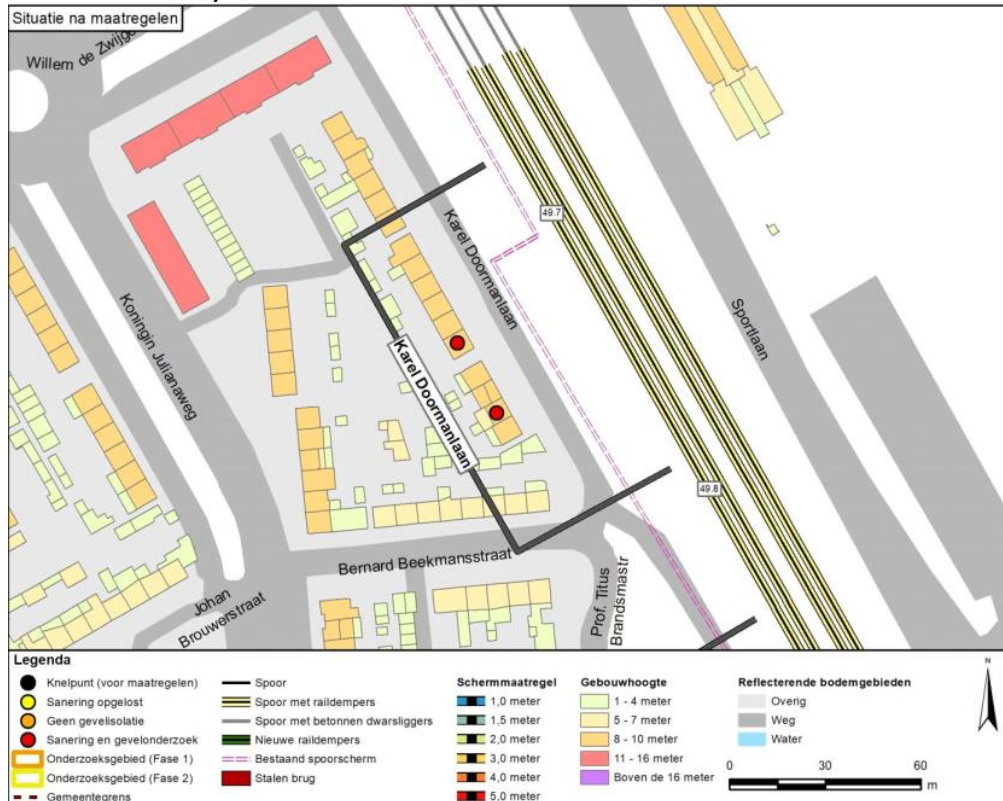 Situatie na maatregelen
Willem de Zwijge
49.7
Karel Doormanlaan
Koningin Julianaweg
Sportlaan
Karel Doormanlaan
49.8
Bernard Beekmansstraat
Johan
Brouwerstraat
Prof. Titus
Brandsmastr
Legenda
Knelpunt (voor maatregelen)
Sanering opgelost
Geen gevelisolatie
Sanering en gevelonderzoek
Onderzoeksgebied (Fase 1)
Onderzoeksgebied (Fase 2)
Gemeentegrens
Spoor
Spoor met raildempers
Spoor met betonnen dwarsliggers
Nieuwe raildempers
Bestaand spoorscherm
Stalen brug
Schermmaatregel
1,0 meter
1,5 meter
2,0 meter
3,0 meter
4,0 meter
5,0 meter
Gebouwhoogte
1 - 4 meter
5 - 7 meter
8 - 10 meter
11 - 16 meter
Boven de 16 meter
Reflecterende bodemgebieden
Overig
Weg
Water
N
0 30 60
m